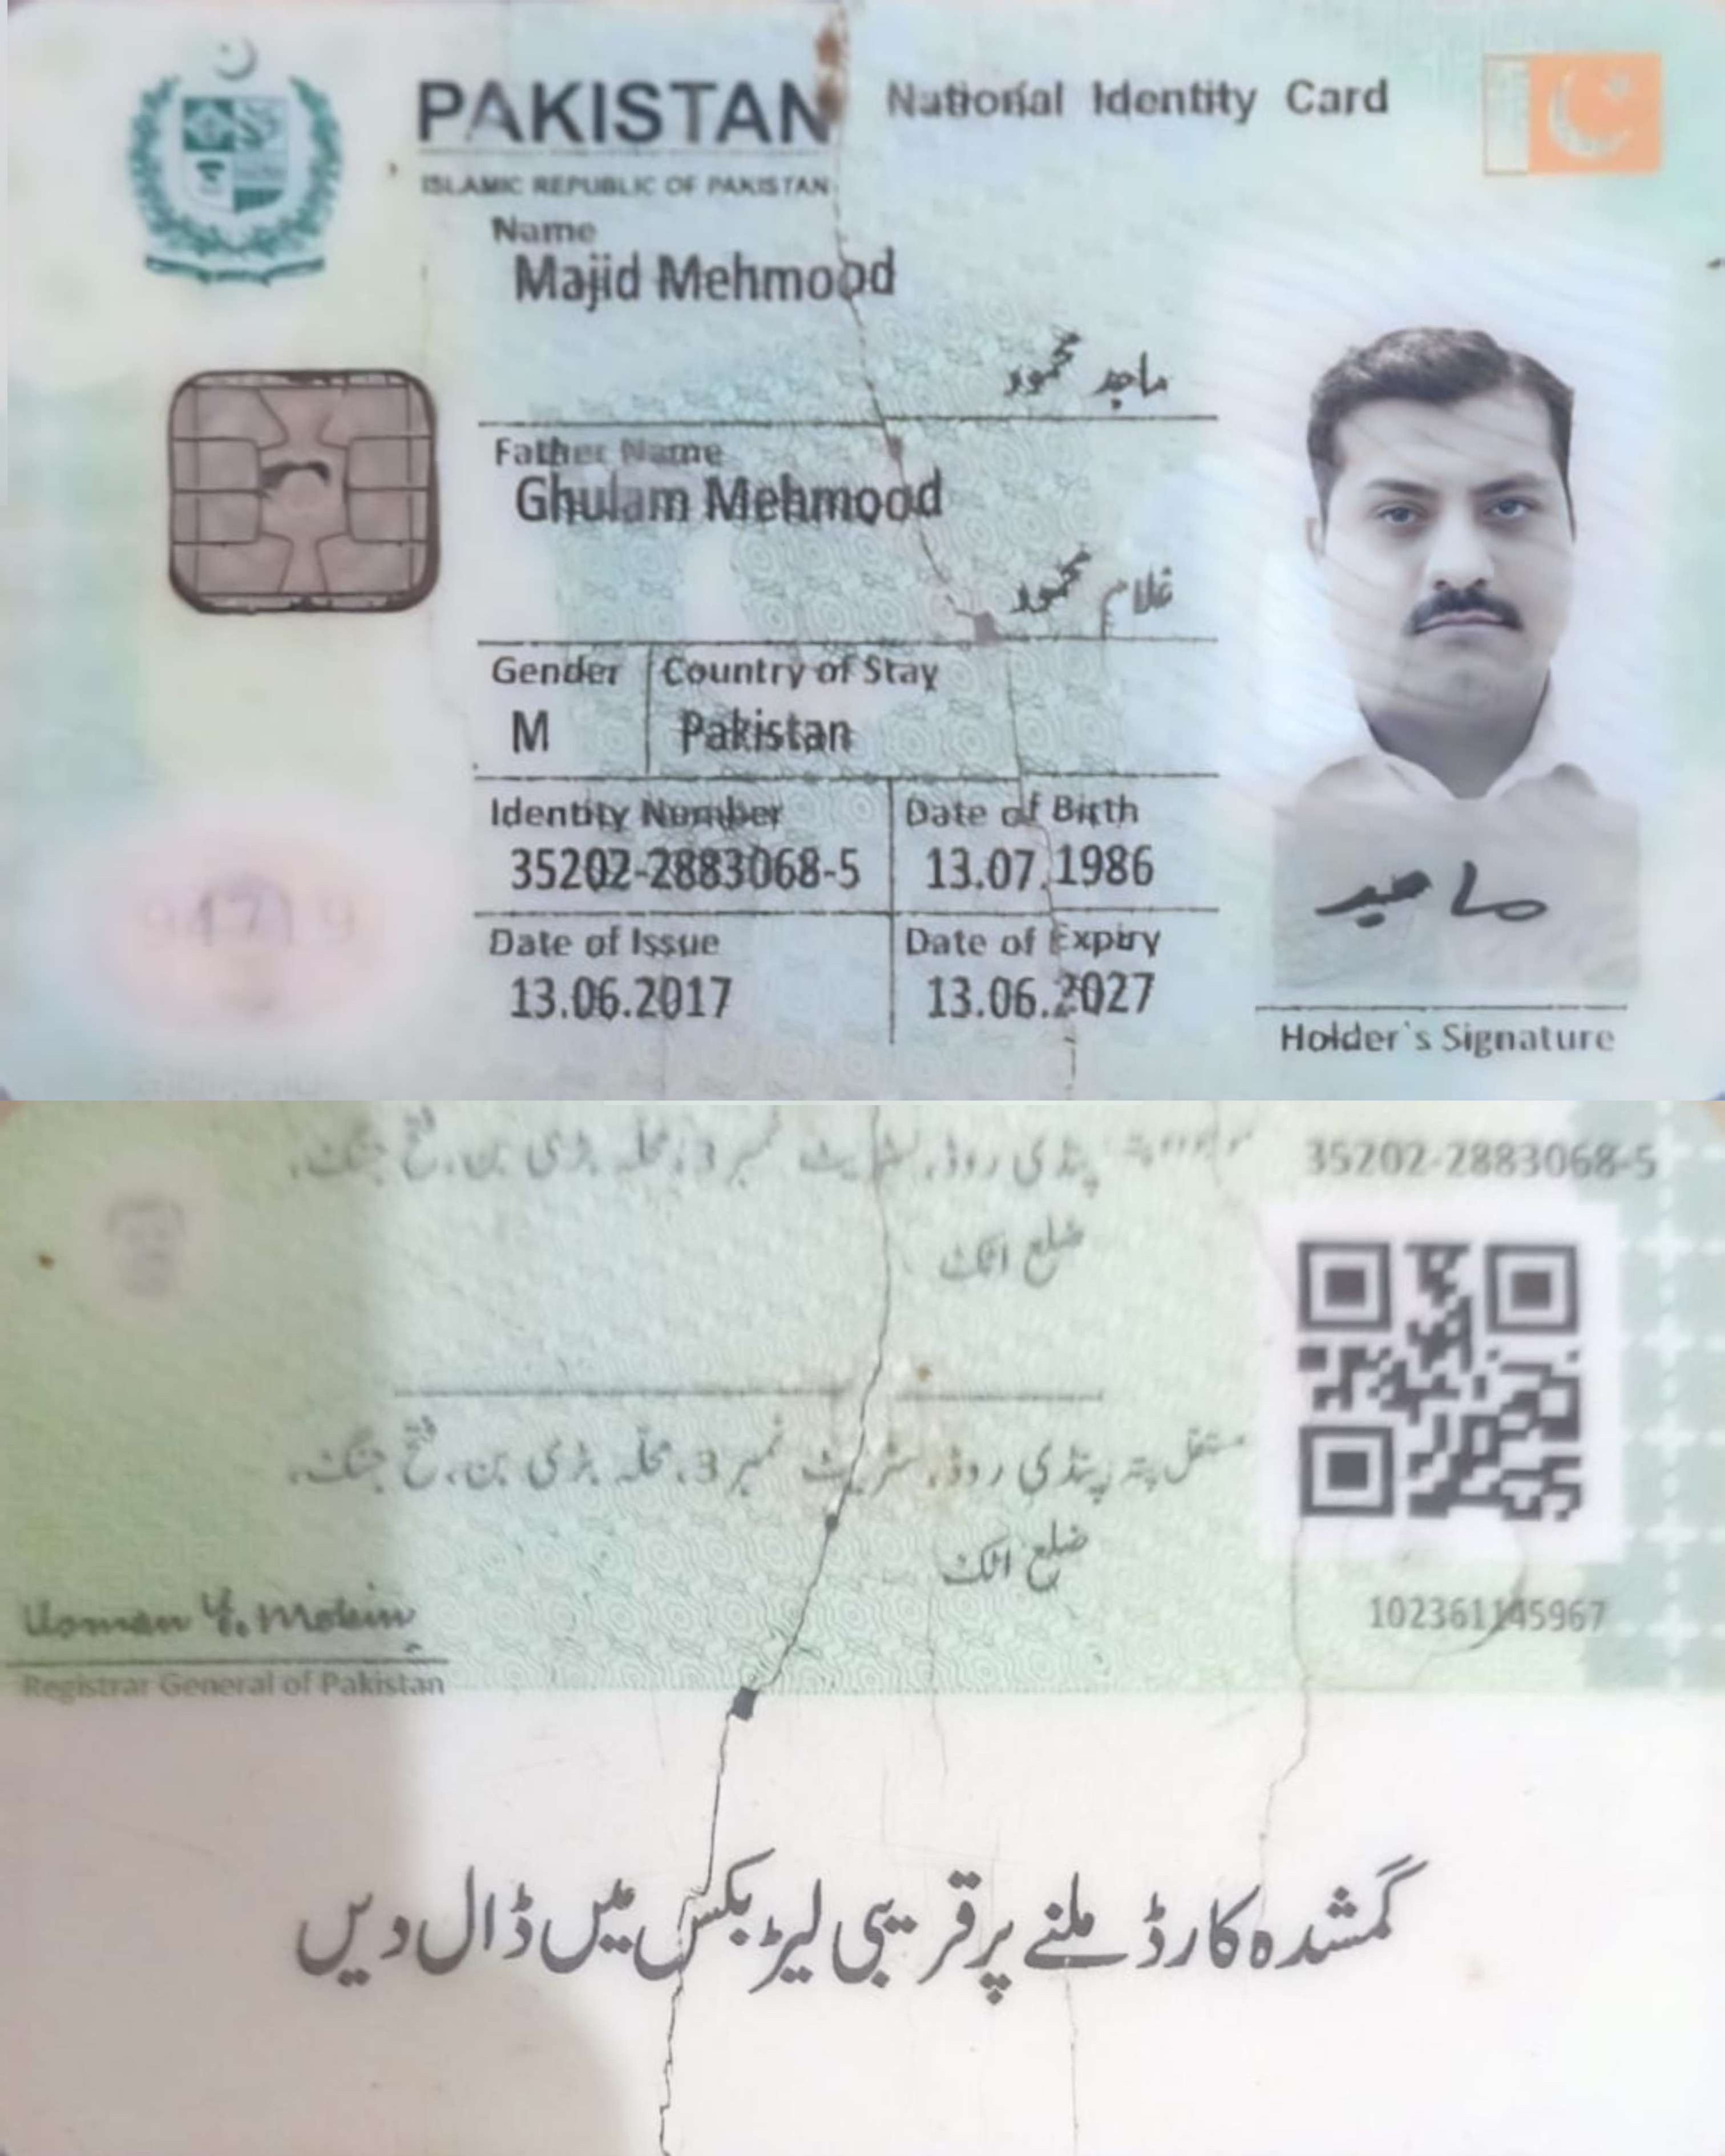 PAKISTAN National Identity Card
ISLAMIC REPUBLIC OF PAKISTAN
Name
Majid Mehmood
ماجد محمود
Father Name
Ghulam Mehmood
غلام محمود
Gender Country of Stay
M Pakistan
Identity Number Date of Birth
35202-2883068-5 13.07.1986
Date of Issue Date of Expiry
13.06.2017 13.06.2027
ماجد
Holder's Signature
35202-2883068-5
پنڈی روڈ، سٹریٹ نمبر 3، محلہ بڑی بن، فتح جنگ،
ضلع اٹک
مستقل پتہ پنڈی روڈ، سٹریٹ نمبر 3، محلہ بڑی بن، فتح جنگ،
ضلع اٹک
102361145967
Registrar General of Pakistan
گمشدہ کارڈ ملنے پر قریبی لیٹر بکس میں ڈال دیں